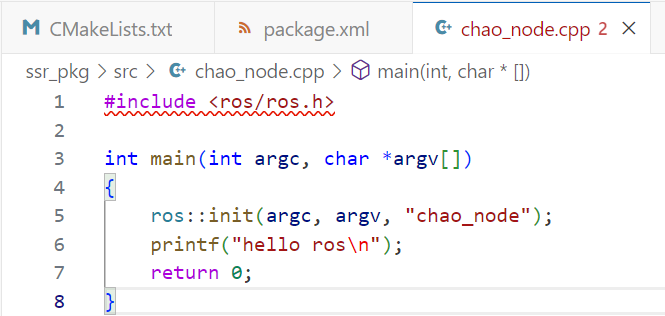 CMakeLists.txt package.xml chao_node.cpp 2
ssr_pkg > src > chao_node.cpp > main(int, char * [])
1 #include <ros/ros.h>
2
3 int main(int argc, char *argv[])
4 {
5 ros::init(argc, argv, "chao_node");
6 printf("hello ros\n");
7 return 0;
8 }